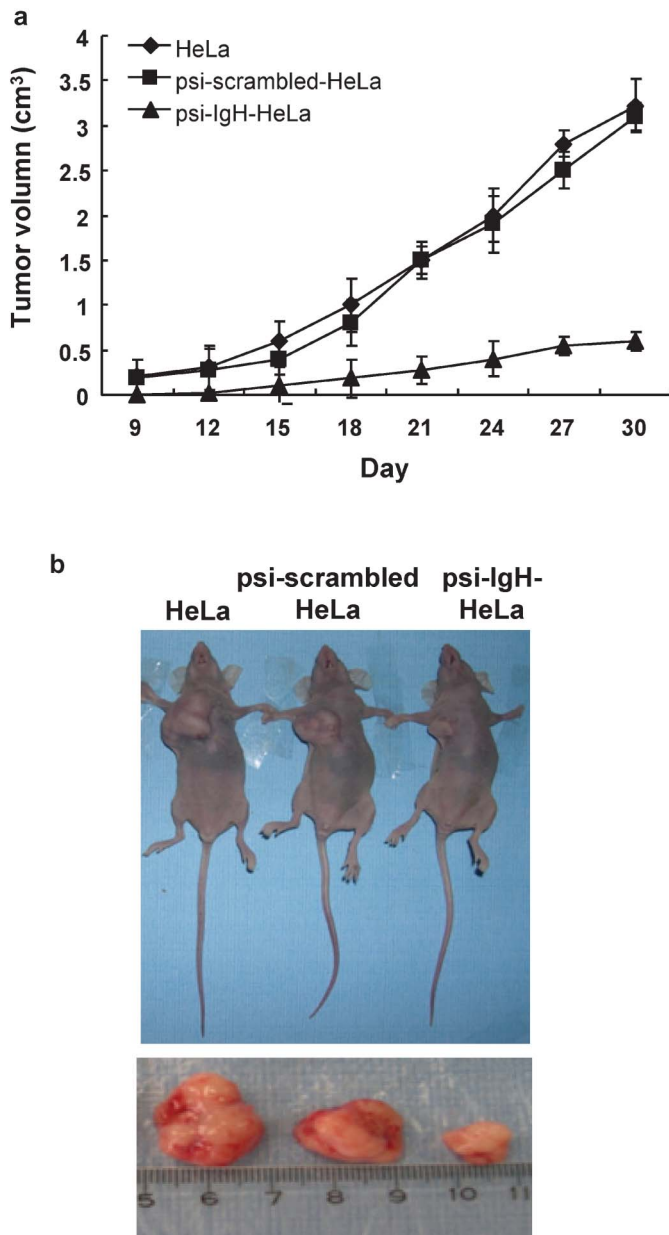 a
HeLa
psi-scrambled-HeLa
psi-IgH-HeLa
Tumor volumn (cm³)
4
3.5
3
2.5
2
1.5
1
0.5
0
9 12 15 18 21 24 27 30
Day
b
HeLa
psi-scrambled
HeLa
psi-IgH-
HeLa
5 6 7 8 9 10 11